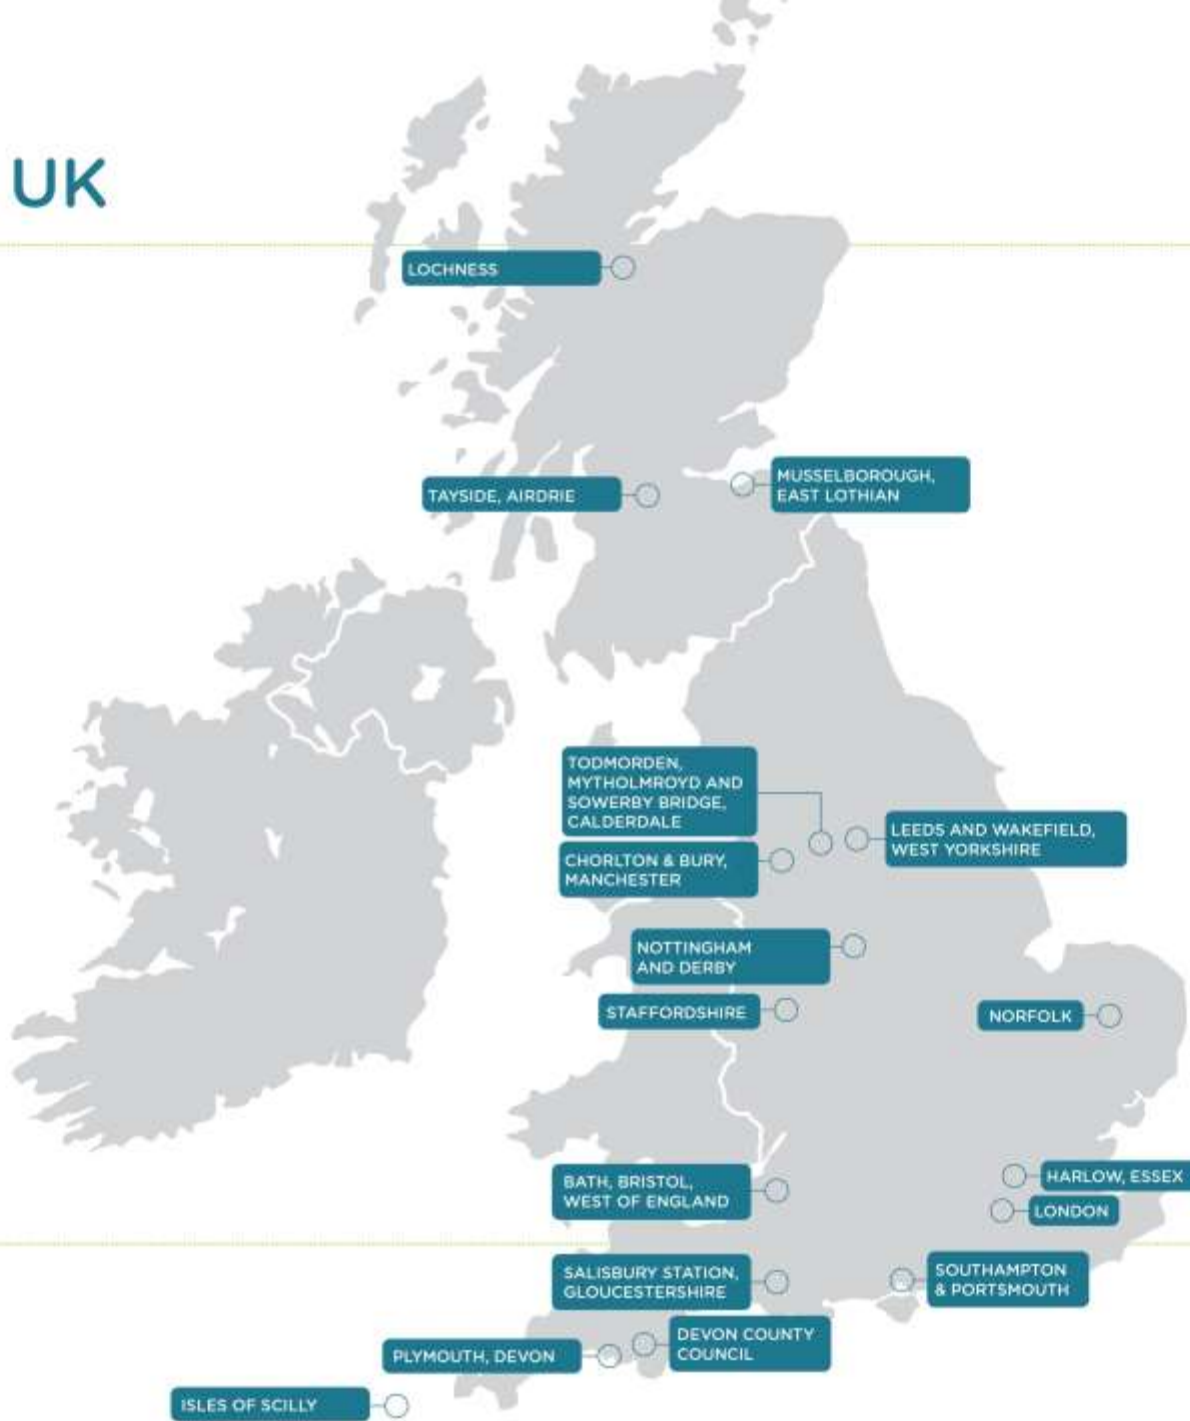 UK
LOCHNESS
TAYSIDE, AIRDRIE
MUSSELBOROUGH,
EAST LOTHIAN
TODMORDEN,
MYTHOLMROYD AND
SOWERBY BRIDGE,
CALDERDALE
LEEDS AND WAKEFIELD,
WEST YORKSHIRE
CHORLTON & BURY,
MANCHESTER
NOTTINGHAM
AND DERBY
STAFFORDSHIRE
NORFOLK
BATH, BRISTOL,
WEST OF ENGLAND
HARLOW, ESSEX
LONDON
SALISBURY STATION,
GLOUCESTERSHIRE
SOUTHAMPTON
& PORTSMOUTH
DEVON COUNTY
COUNCIL
PLYMOUTH, DEVON
ISLES OF SCILLY